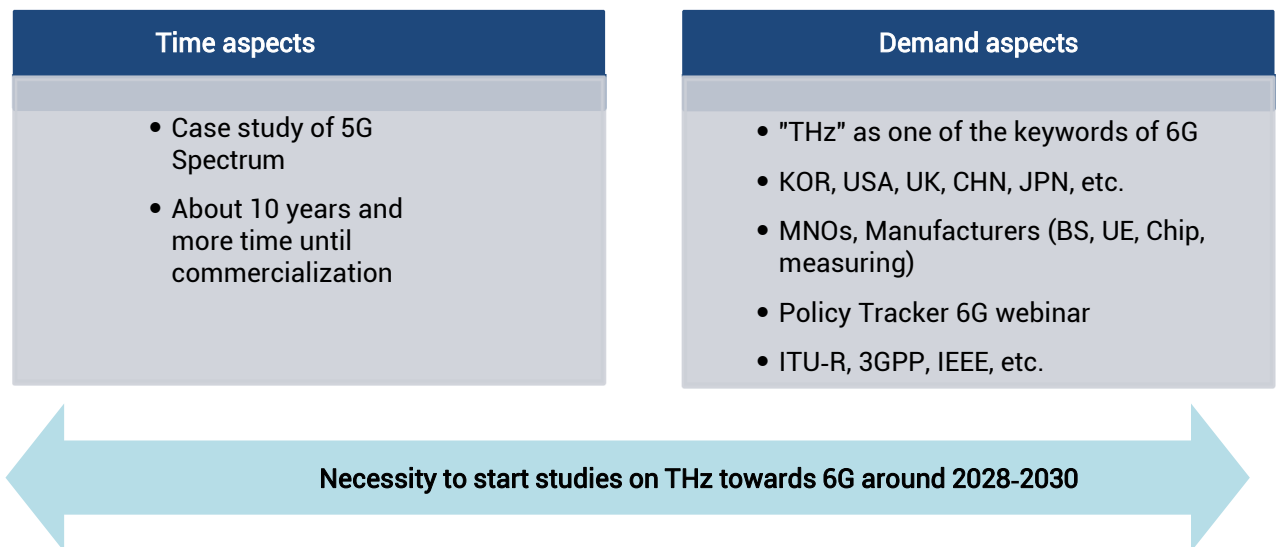 Time aspects
• Case study of 5G
Spectrum
• About 10 years and
more time until
commercialization
Demand aspects
• "THz" as one of the keywords of 6G
• KOR, USA, UK, CHN, JPN, etc.
• MNOs, Manufacturers (BS, UE, Chip,
measuring)
• Policy Tracker 6G webinar
• ITU-R, 3GPP, IEEE, etc.
Necessity to start studies on THz towards 6G around 2028-2030